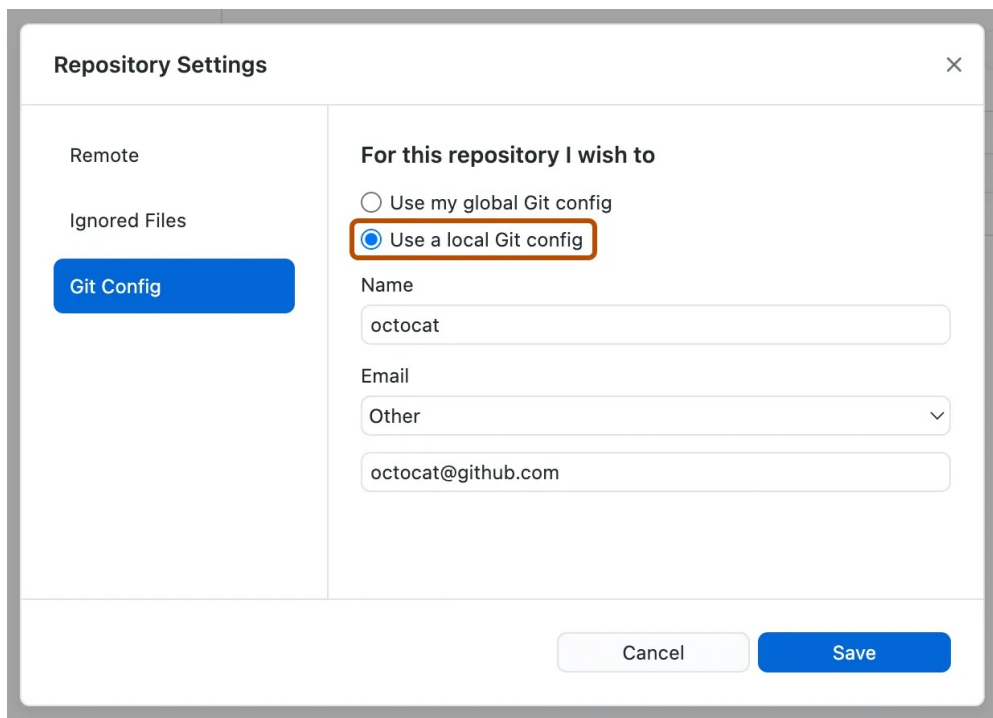 Repository Settings
Remote
Ignored Files
Git Config
For this repository I wish to
Use my global Git config
Use a local Git config
Name
octocat
Email
Other
octocat@github.com
Cancel
Save